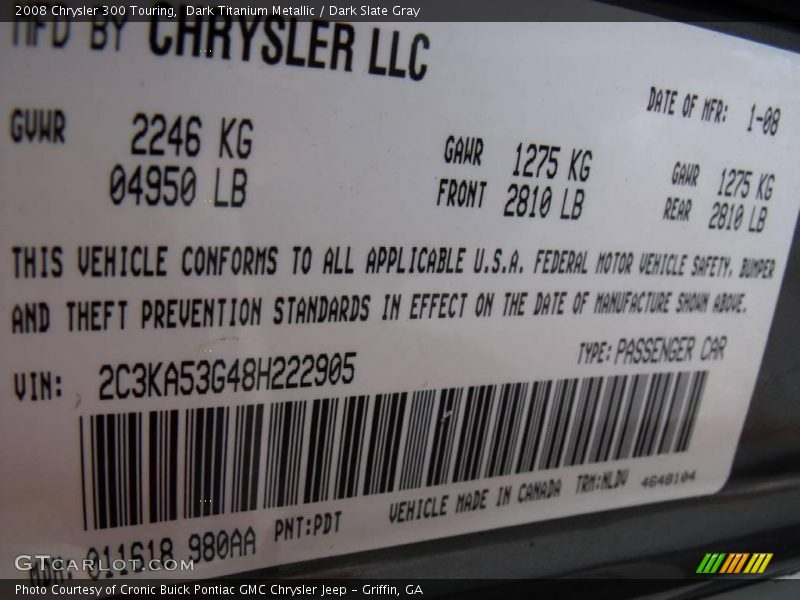 2008 Chrysler 300 Touring, Dark Titanium Metallic / Dark Slate Gray
MFD BY CHRYSLER LLC
DATE OF MFR: 1-08
GVWR 2246 KG
04950 LB
GAWR 1275 KG
FRONT 2810 LB
GAWR 1275 KG
REAR 2810 LB
THIS VEHICLE CONFORMS TO ALL APPLICABLE U.S.A. FEDERAL MOTOR VEHICLE SAFETY, BUMPER
AND THEFT PREVENTION STANDARDS IN EFFECT ON THE DATE OF MANUFACTURE SHOWN ABOVE.
VIN: 2C3KA53G48H222905
TYPE: PASSENGER CAR
MDH: 011618 980AA PNT:PDT VEHICLE MADE IN CANADA TRM:MLDV 4648104
GTcarlot.com
Photo Courtesy of Cronic Buick Pontiac GMC Chrysler Jeep - Griffin, GA